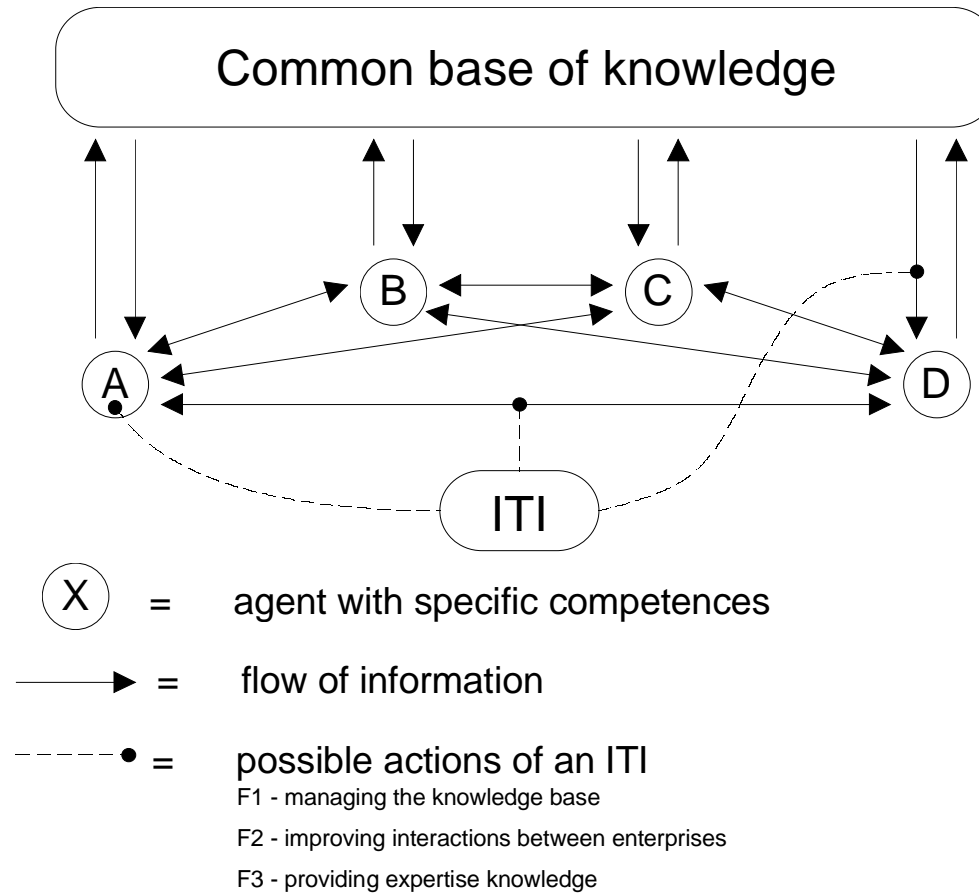 Common base of knowledge
B
C
A
D
ITI
X = agent with specific competences
= flow of information
= possible actions of an ITI
F1 - managing the knowledge base
F2 - improving interactions between enterprises
F3 - providing expertise knowledge